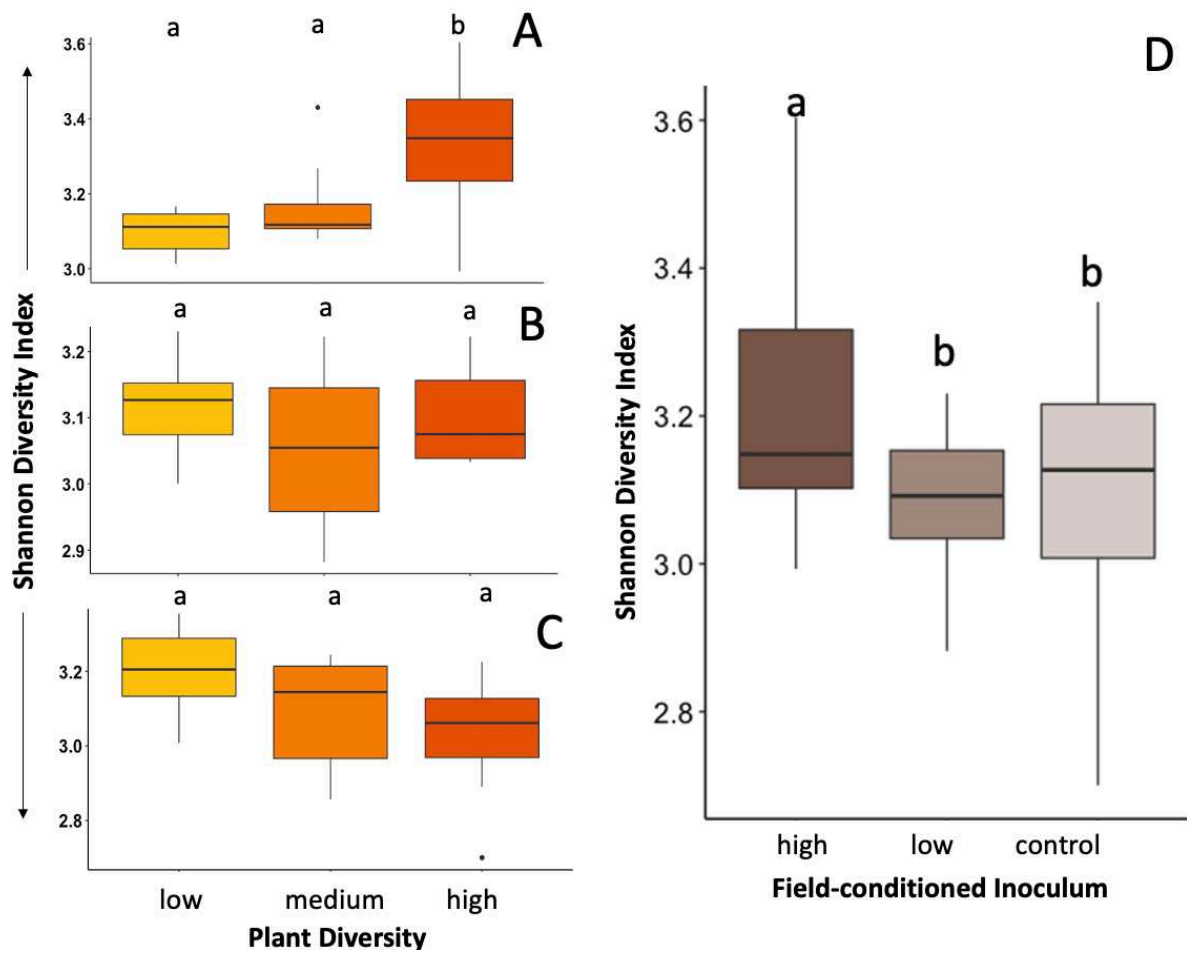 a a b A
3.6
3.4
3.2
3.0
a a a B
3.2
3.1
3.0
2.9
a a a C
3.2
3.0
2.8
low medium high
Plant Diversity
Shannon Diversity Index
D
a
b
b
3.6
3.4
3.2
3.0
2.8
Shannon Diversity Index
high low control
Field-conditioned Inoculum